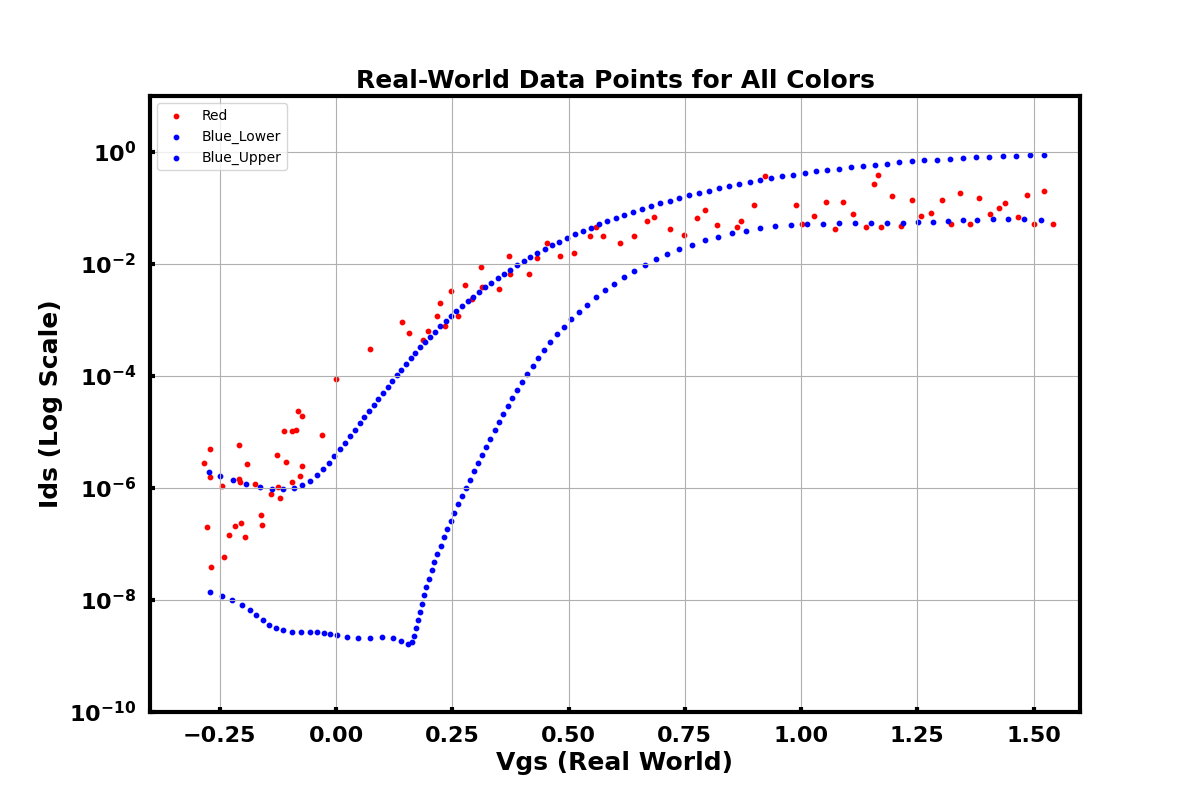 Real-World Data Points for All Colors
Red
Blue_Lower
Blue_Upper
Ids (Log Scale)
10⁰
10⁻²
10⁻⁴
10⁻⁶
10⁻⁸
10⁻¹⁰
−0.25 0.00 0.25 0.50 0.75 1.00 1.25 1.50
Vgs (Real World)